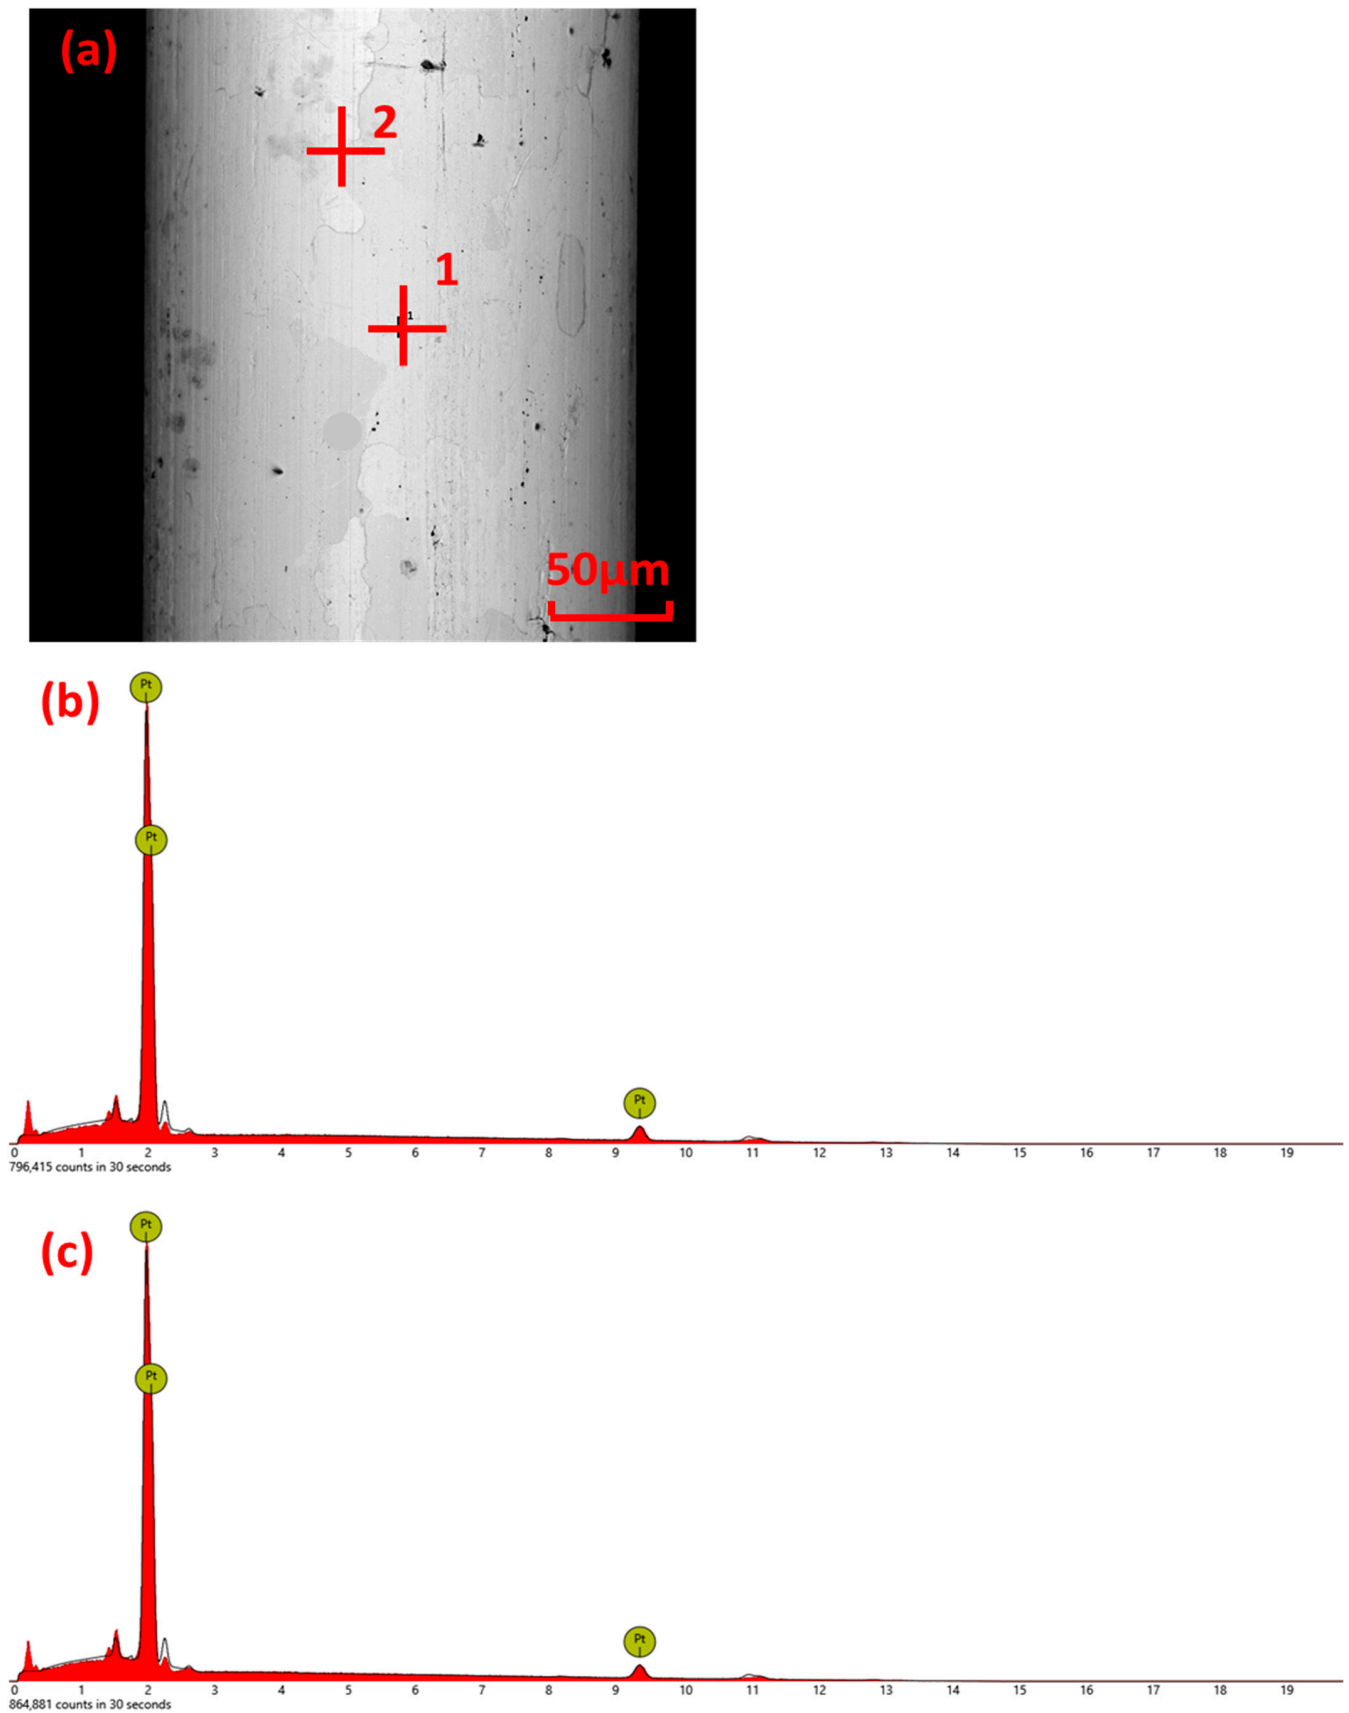 (a)
2
1
1
50µm
(b)
Pt
Pt
Pt
0 1 2 3 4 5 6 7 8 9 10 11 12 13 14 15 16 17 18 19
796,415 counts in 30 seconds
(c)
Pt
Pt
Pt
0 1 2 3 4 5 6 7 8 9 10 11 12 13 14 15 16 17 18 19
864,881 counts in 30 seconds